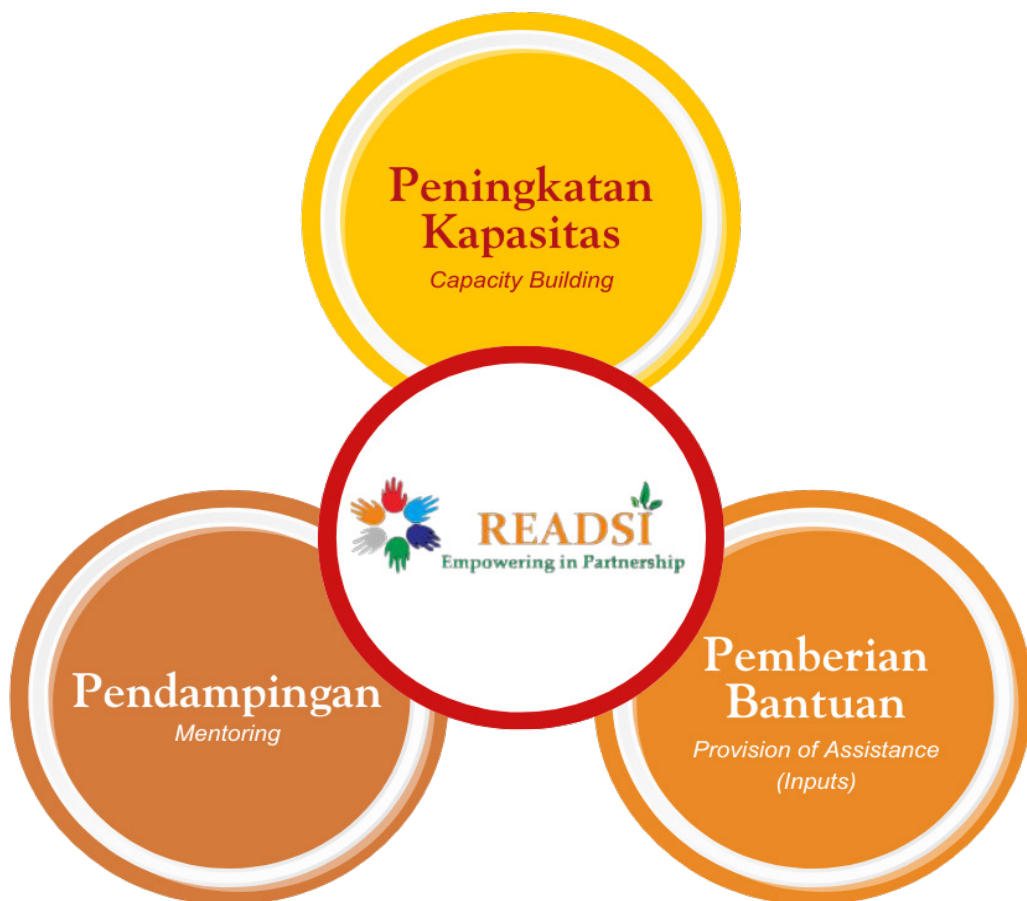 Peningkatan
Kapasitas
Capacity Building
READSI
Empowering in Partnership
Pendampingan
Mentoring
Pemberian
Bantuan
Provision of Assistance
(Inputs)